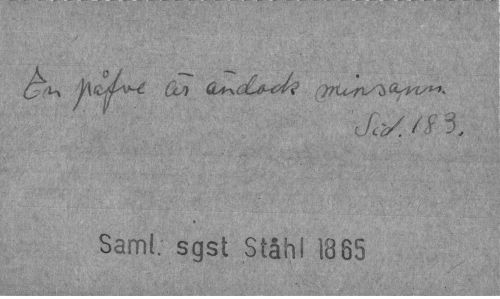 En påfve är ändock minsann.
Sid. 183.
Saml. sgst Ståhl 1865